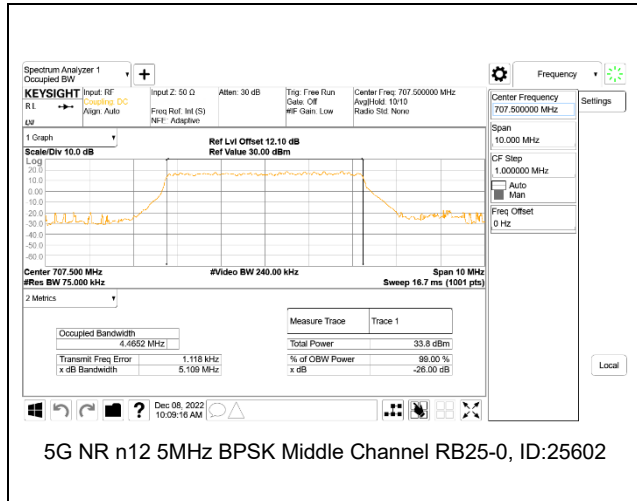 Spectrum Analyzer 1
Occupied BW
+
Frequency
KEYSIGHT
Input: RF
Coupling: DC
Align: Auto
Input Z: 50 Ω
Freq Ref: Int (S)
NFE: Adaptive
Atten: 30 dB
Trig: Free Run
Gate: Off
#IF Gain: Low
Center Freq: 707.500000 MHz
Avg|Hold: 10/10
Radio Std: None
RL
Center Frequency
707.500000 MHz
Settings
Span
10.000 MHz
CF Step
1.000000 MHz
Auto
Man
Freq Offset
0 Hz
Local
1 Graph
Scale/Div 10.0 dB
Ref Lvl Offset 12.10 dB
Ref Value 30.00 dBm
Log
20.0
10.0
0.00
-10.0
-20.0
-30.0
-40.0
-50.0
-60.0
Center 707.500 MHz
#Video BW 240.00 kHz
Span 10 MHz
#Res BW 75.000 kHz
Sweep 16.7 ms (1001 pts)
2 Metrics
Measure Trace Trace 1
Occupied Bandwidth
4.4652 MHz
Total Power 33.8 dBm
Transmit Freq Error 1.118 kHz
% of OBW Power 99.00 %
x dB Bandwidth 5.109 MHz
x dB -26.00 dB
?
Dec 08, 2022
10:09:16 AM
5G NR n12 5MHz BPSK Middle Channel RB25-0, ID:25602